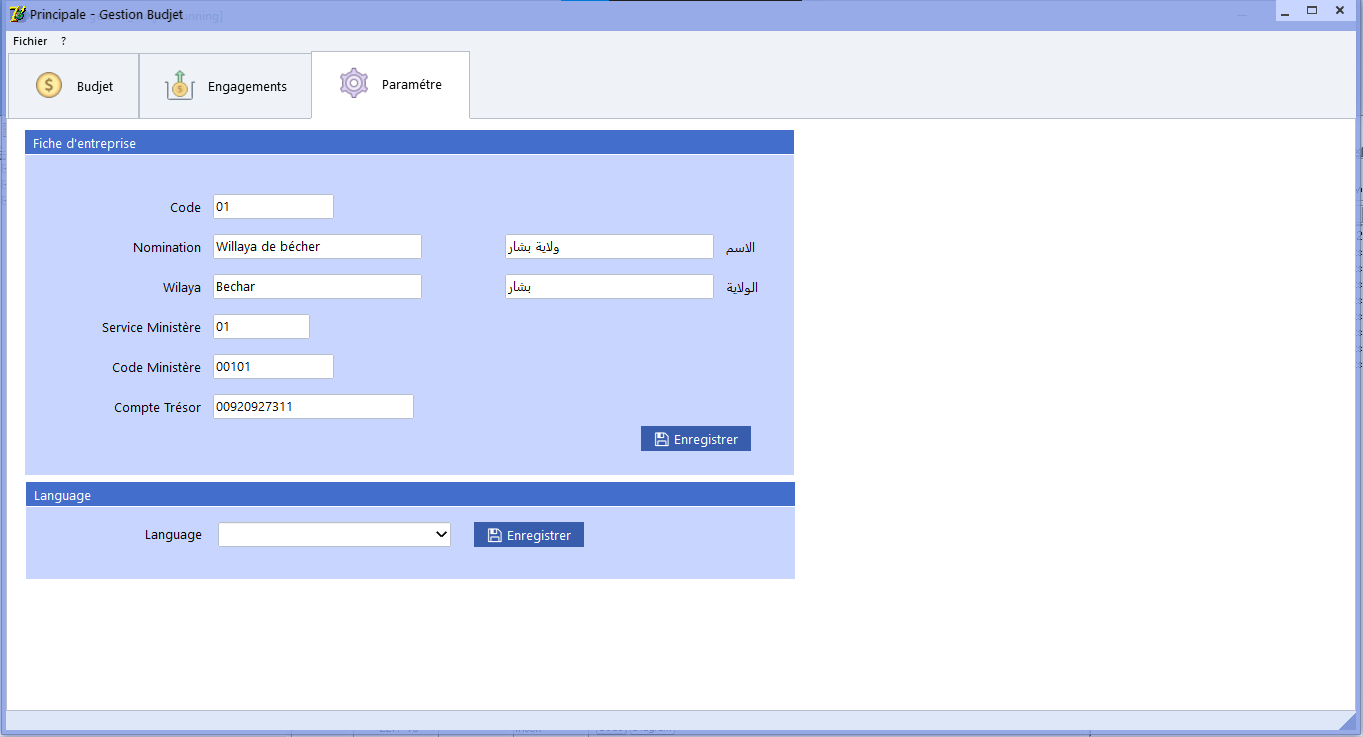 Principale - Gestion Budjet
Fichier ?
Budjet Engagements Paramétre
Fiche d'entreprise
Code 01
Nomination Willaya de bécher ولاية بشار الاسم
Wilaya Bechar بشار الولاية
Service Ministère 01
Code Ministère 00101
Compte Trésor 00920927311
Enregistrer
Language
Language Enregistrer